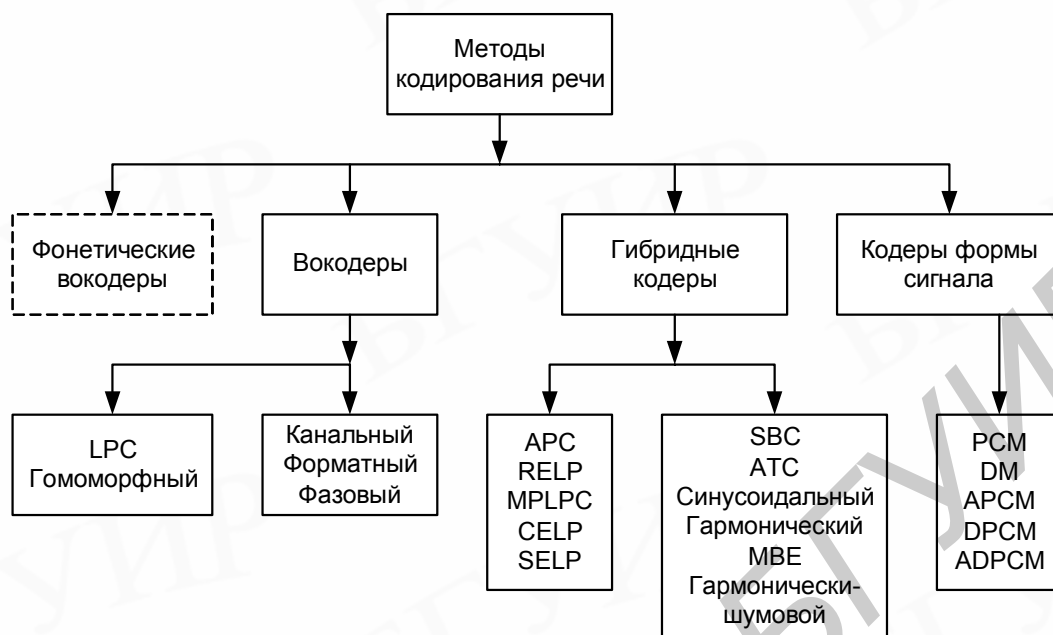 Методы
кодирования речи
Фонетические
вокодеры
Вокодеры
Гибридные
кодеры
Кодеры формы
сигнала
LPC
Гомоморфный
Канальный
Форматный
Фазовый
APC
RELP
MPLPC
CELP
SELP
SBC
ATC
Синусоидальный
Гармонический
MBE
Гармонически-
шумовой
PCM
DM
APCM
DPCM
ADPCM
БГУИР